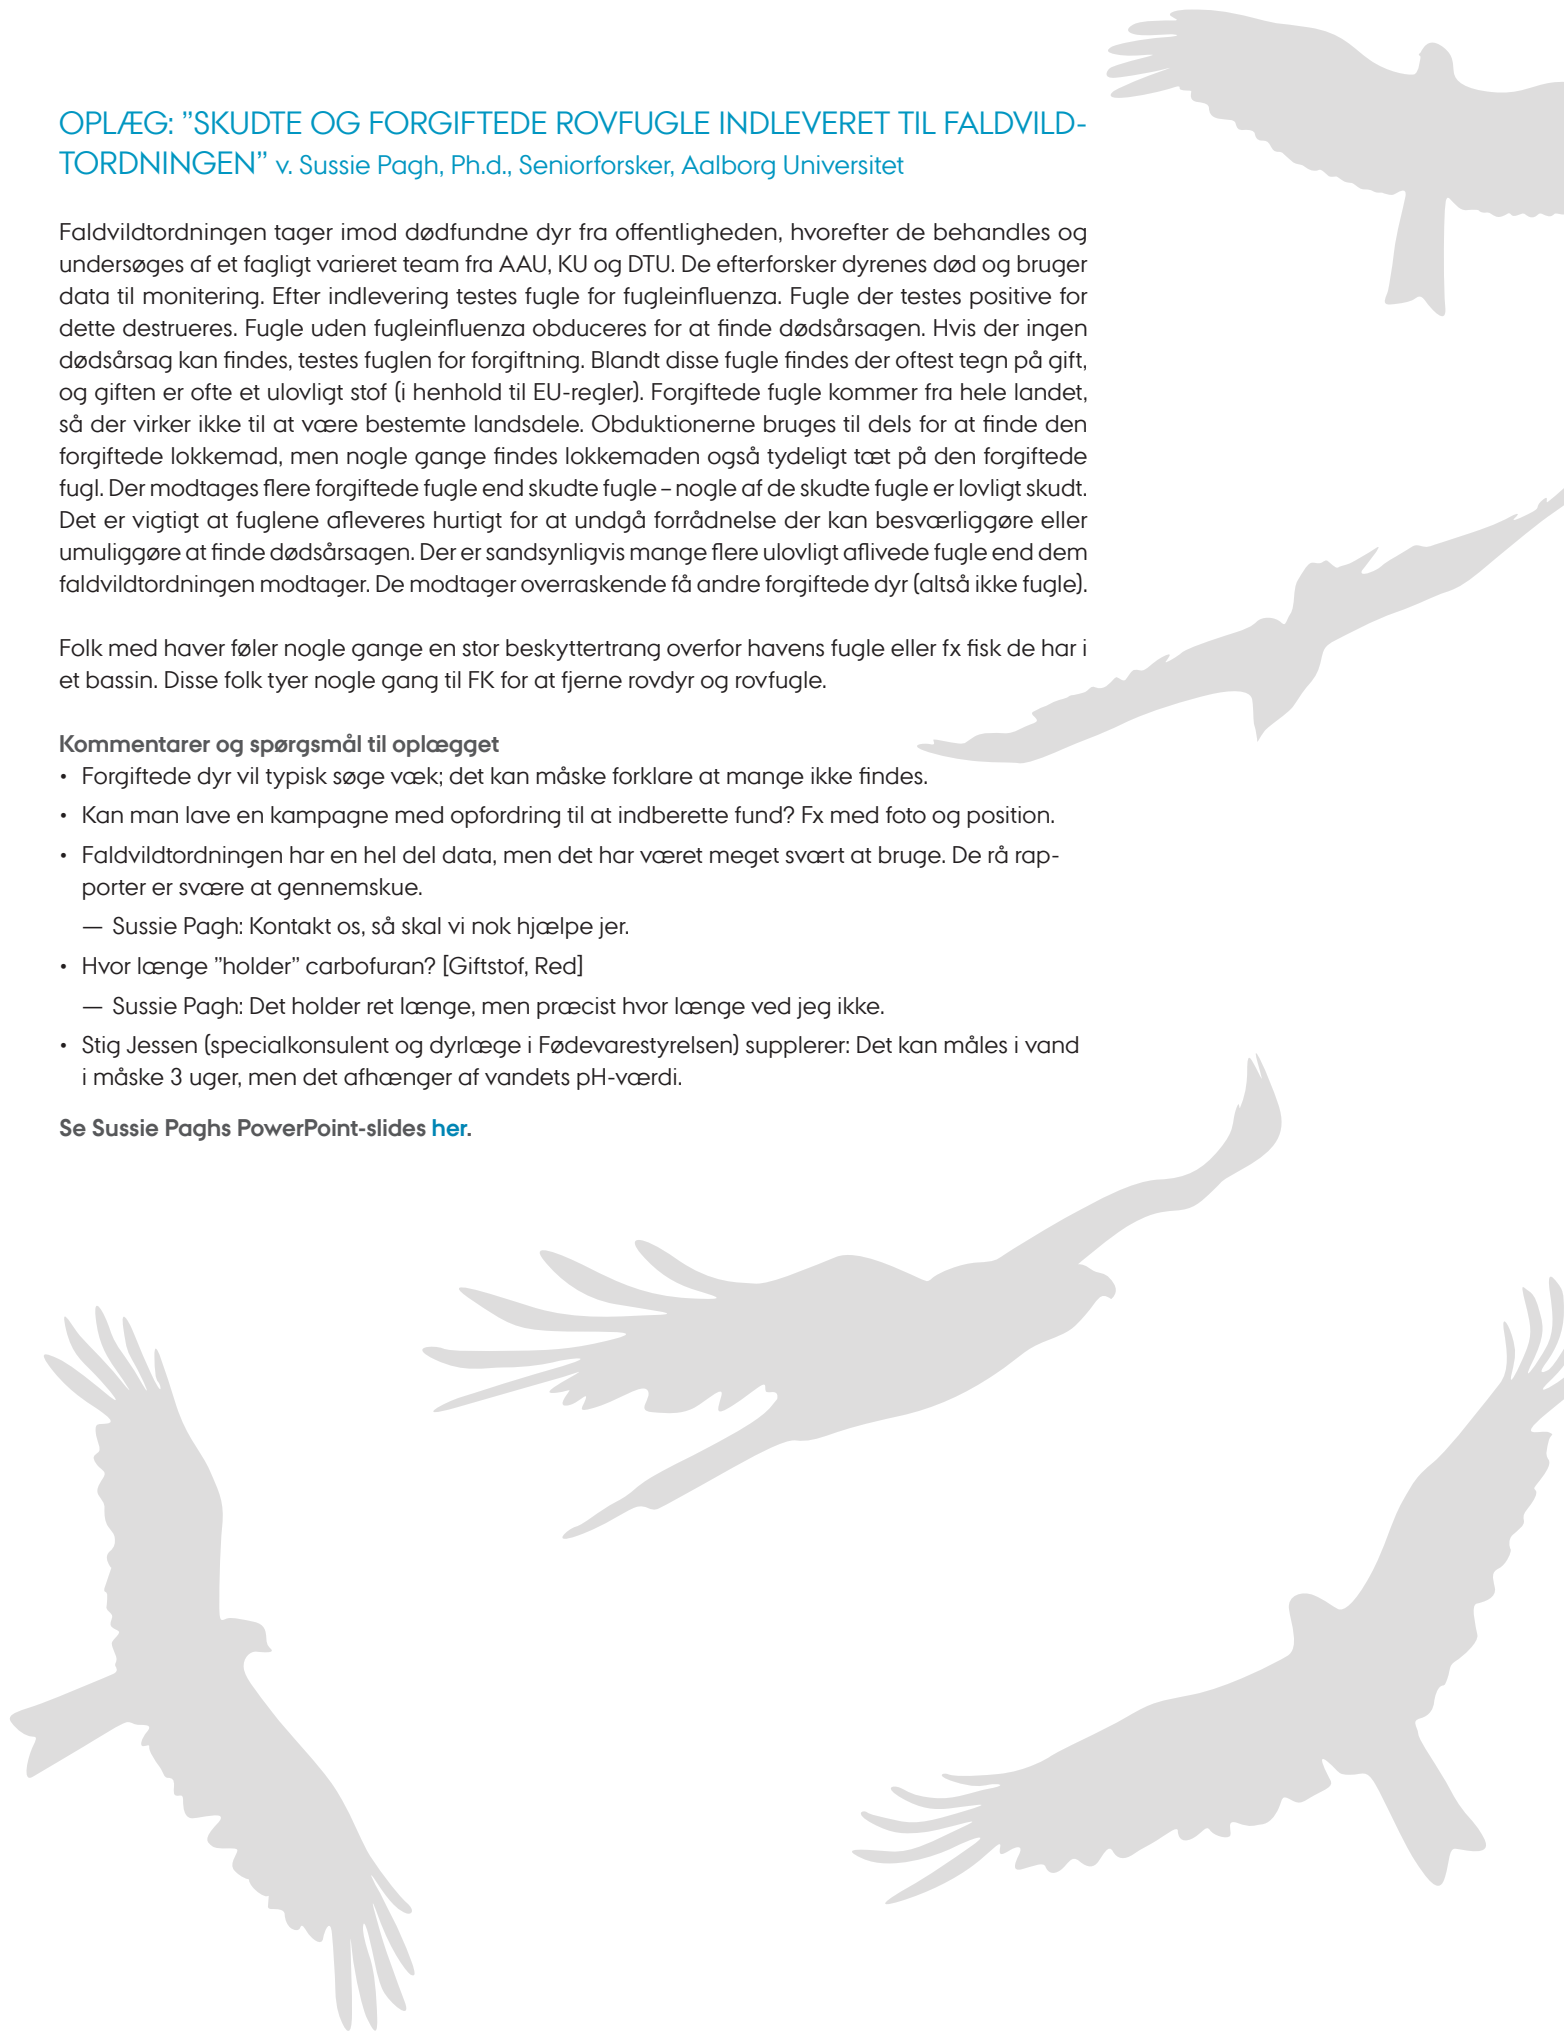 OPLÆG: ”SKUDTE OG FORGIFTEDE ROVFUGLE INDLEVERET TIL FALDVILD-
TORDNINGEN” v. Sussie Pagh, Ph.d., Seniorforsker, Aalborg Universitet
Faldvildtordningen tager imod dødfundne dyr fra offentligheden, hvorefter de behandles og
undersøges af et fagligt varieret team fra AAU, KU og DTU. De efterforsker dyrenes død og bruger
data til monitering. Efter indlevering testes fugle for fugleinfluenza. Fugle der testes positive for
dette destrueres. Fugle uden fugleinfluenza obduceres for at finde dødsårsagen. Hvis der ingen
dødsårsag kan findes, testes fuglen for forgiftning. Blandt disse fugle findes der oftest tegn på gift,
og giften er ofte et ulovligt stof (i henhold til EU-regler). Forgiftede fugle kommer fra hele landet,
så der virker ikke til at være bestemte landsdele. Obduktionerne bruges til dels for at finde den
forgiftede lokkemad, men nogle gange findes lokkemaden også tydeligt tæt på den forgiftede
fugl. Der modtages flere forgiftede fugle end skudte fugle – nogle af de skudte fugle er lovligt skudt.
Det er vigtigt at fuglene afleveres hurtigt for at undgå forrådnelse der kan besværliggøre eller
umuliggøre at finde dødsårsagen. Der er sandsynligvis mange flere ulovligt aflivede fugle end dem
faldvildtordningen modtager. De modtager overraskende få andre forgiftede dyr (altså ikke fugle).
Folk med haver føler nogle gange en stor beskyttertrang overfor havens fugle eller fx fisk de har i
et bassin. Disse folk tyer nogle gang til FK for at fjerne rovdyr og rovfugle.
Kommentarer og spørgsmål til oplægget
• Forgiftede dyr vil typisk søge væk; det kan måske forklare at mange ikke findes.
• Kan man lave en kampagne med opfordring til at indberette fund? Fx med foto og position.
• Faldvildtordningen har en hel del data, men det har været meget svært at bruge. De rå rap-
porter er svære at gennemskue.
— Sussie Pagh: Kontakt os, så skal vi nok hjælpe jer.
• Hvor længe ”holder” carbofuran? [Giftstof, Red]
— Sussie Pagh: Det holder ret længe, men præcist hvor længe ved jeg ikke.
• Stig Jessen (specialkonsulent og dyrlæge i Fødevarestyrelsen) supplerer: Det kan måles i vand
i måske 3 uger, men det afhænger af vandets pH-værdi.
Se Sussie Paghs PowerPoint-slides her.